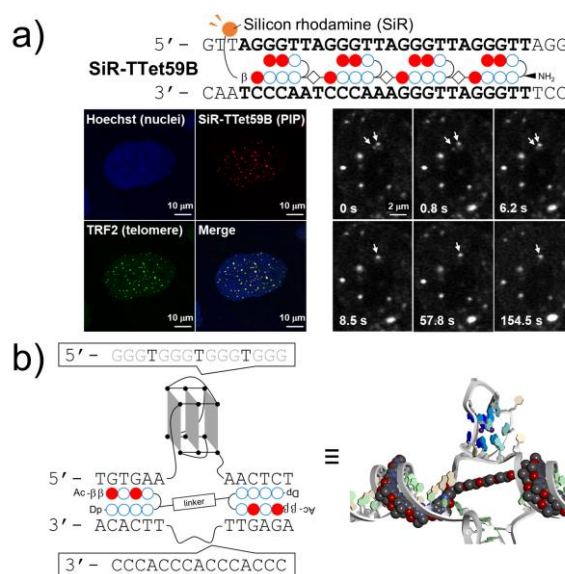 a)
Silicon rhodamine (SiR)
5′- GTTAGGGTTAGGGTTAGGGTTAGGGTTAGG
SiR-TTet59B
β
NH₂
3′- CAATCCCAATCCCAAAGGGTTAGGGTTTCC
Hoechst (nuclei)
10 μm
SiR-TTet59B (PIP)
10 μm
0 s
2 μm
0.8 s
6.2 s
TRF2 (telomere)
10 μm
Merge
10 μm
8.5 s
57.8 s
154.5 s
b)
5′- GGGTGGGTGGGTGGG
5′- TGTGAA
AACTCT
Ac-ββ
Dp
linker
Dp
Ac-ββ
3′- ACACTT
TTGAGA
CCCACCCACCCACCC
≡